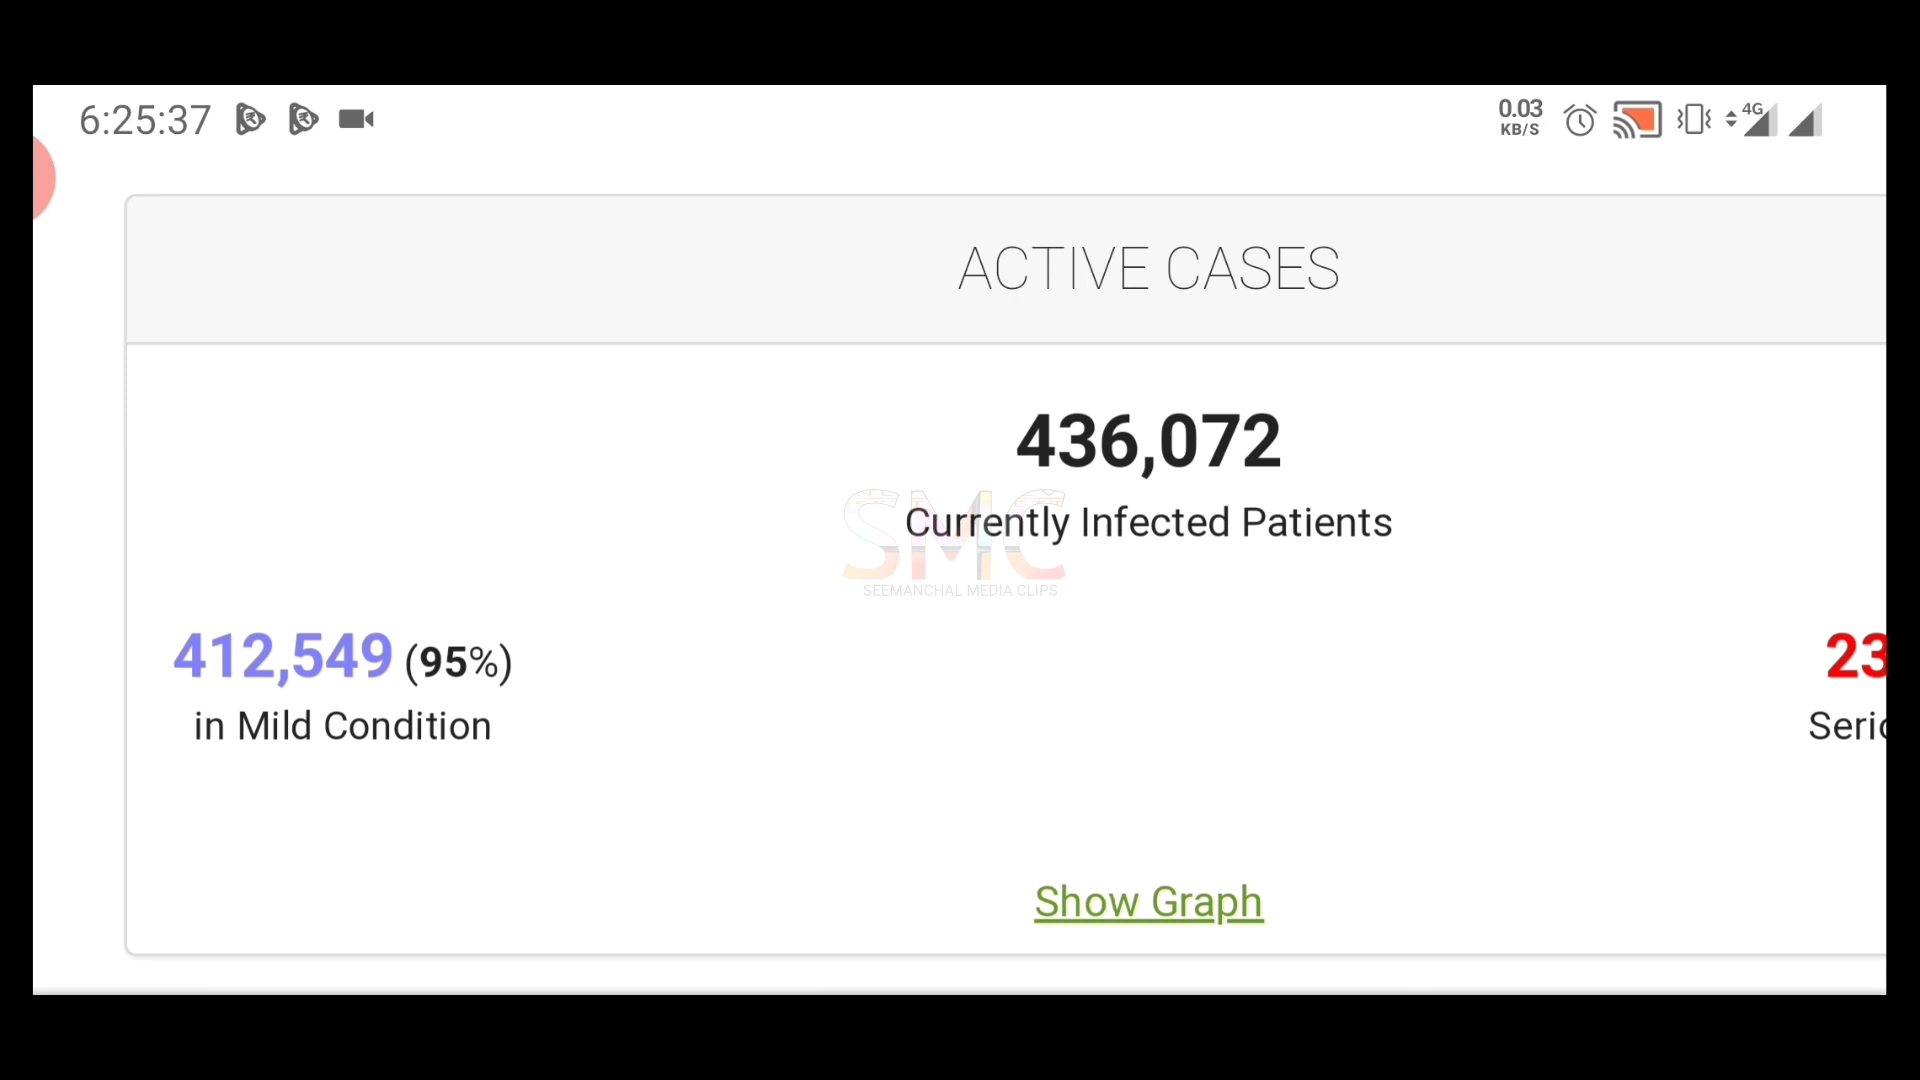 6:25:37
0.03
KB/S
4G
ACTIVE CASES
436,072
Currently Infected Patients
SMC
SEEMANCHAL MEDIA CLIPS
412,549 (95%)
23
in Mild Condition
Show Graph